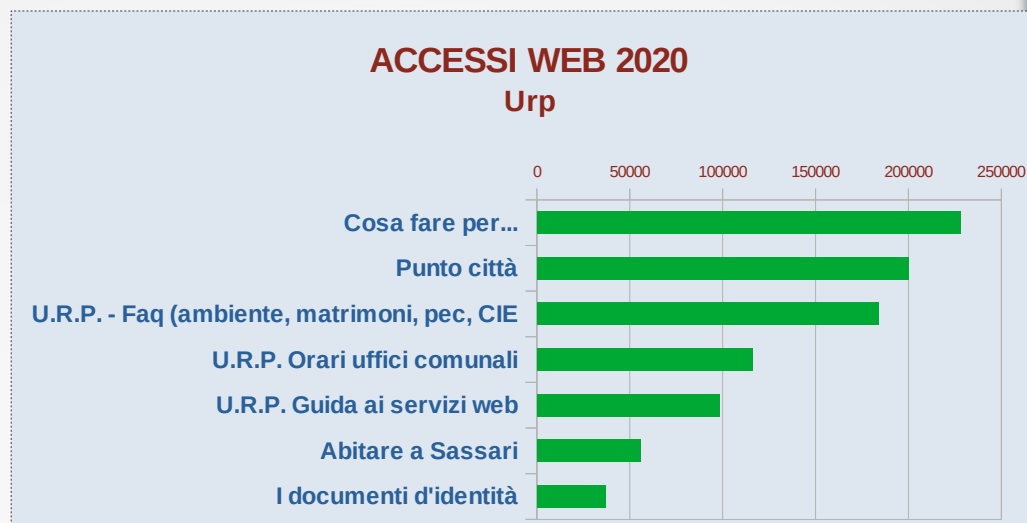 ACCESSI WEB 2020
Urp
0 50000 100000 150000 200000 250000
Cosa fare per...
Punto città
U.R.P. - Faq (ambiente, matrimoni, pec, CIE
U.R.P. Orari uffici comunali
U.R.P. Guida ai servizi web
Abitare a Sassari
I documenti d'identità